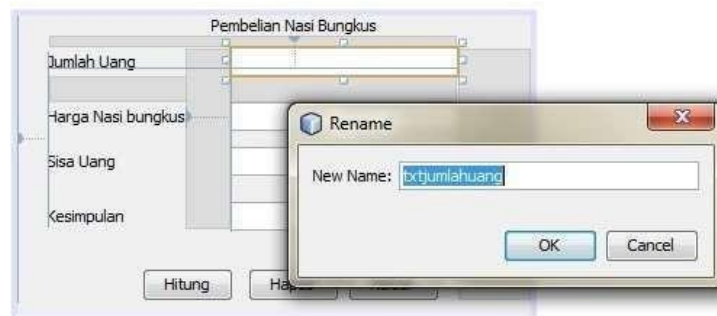 Pembelian Nasi Bungkus
Jumlah Uang
Harga Nasi bungkus
Rename
New Name: txtjumlahuang
Sisa Uang
Kesimpulan
OK Cancel
Hitung